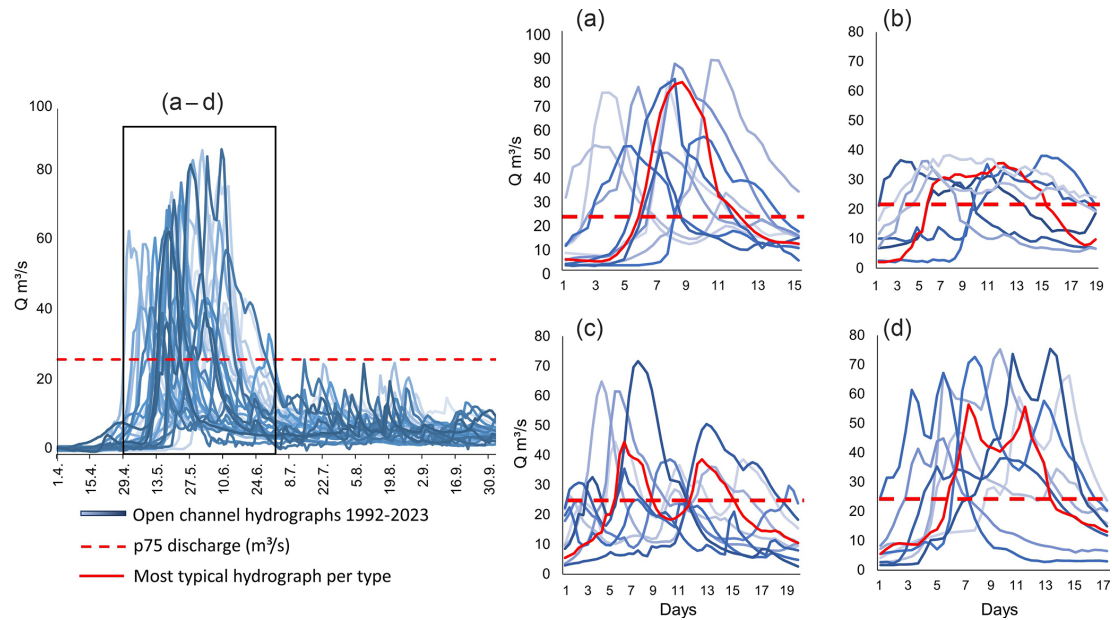 (a – d)
Q m³/s
100
80
60
40
20
0
1.4. 15.4. 29.4. 13.5. 27.5. 10.6. 24.6. 8.7. 22.7. 5.8. 19.8. 2.9. 16.9. 30.9.
Open channel hydrographs 1992-2023
p75 discharge (m³/s)
Most typical hydrograph per type
(a)
Q m³/s
100
90
80
70
60
50
40
30
20
10
0
1 3 5 7 9 11 13 15
(b)
80
70
60
50
40
30
20
10
0
1 3 5 7 9 11 13 15 17 19
(c)
Q m³/s
80
70
60
50
40
30
20
10
0
1 3 5 7 9 11 13 15 17 19
Days
(d)
80
70
60
50
40
30
20
10
0
1 3 5 7 9 11 13 15 17
Days